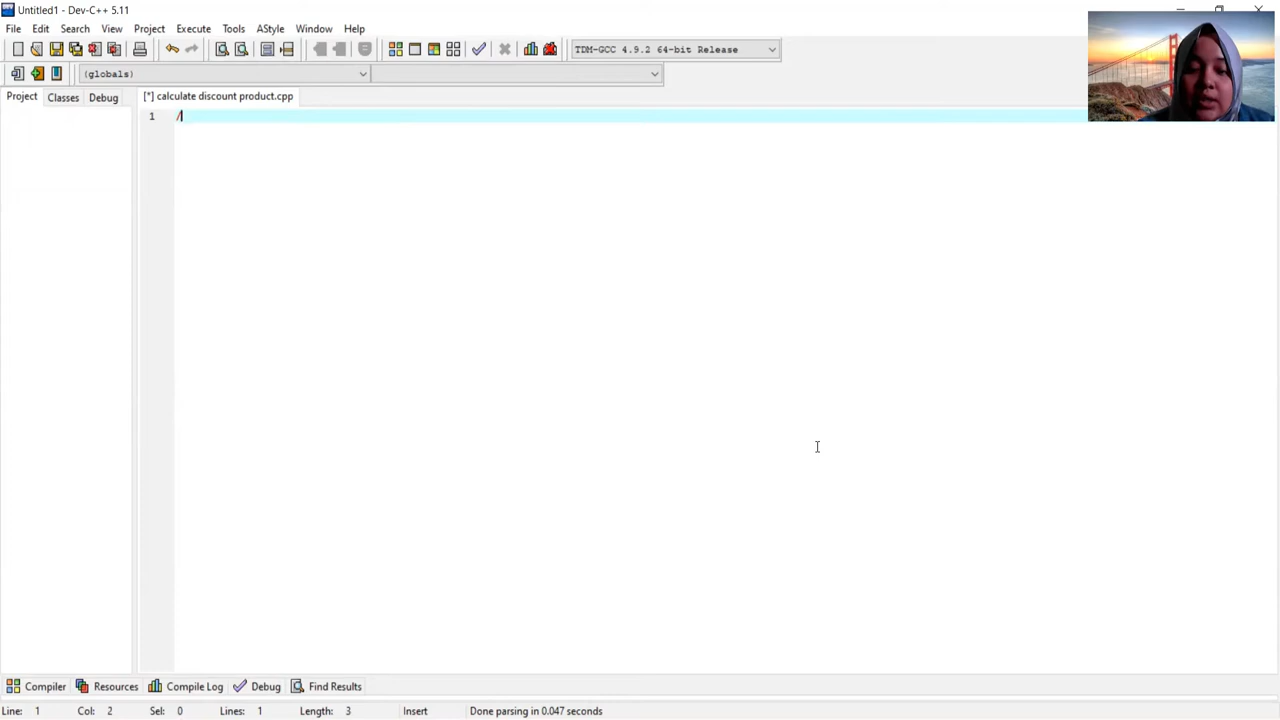 Untitled1 - Dev-C++ 5.11
File Edit Search View Project Execute Tools AStyle Window Help
TDM-GCC 4.9.2 64-bit Release
(globals)
Project Classes Debug [*] calculate discount product.cpp
1 /
Compiler Resources Compile Log Debug Find Results
Line: 1 Col: 2 Sel: 0 Lines: 1 Length: 3 Insert Done parsing in 0.047 seconds